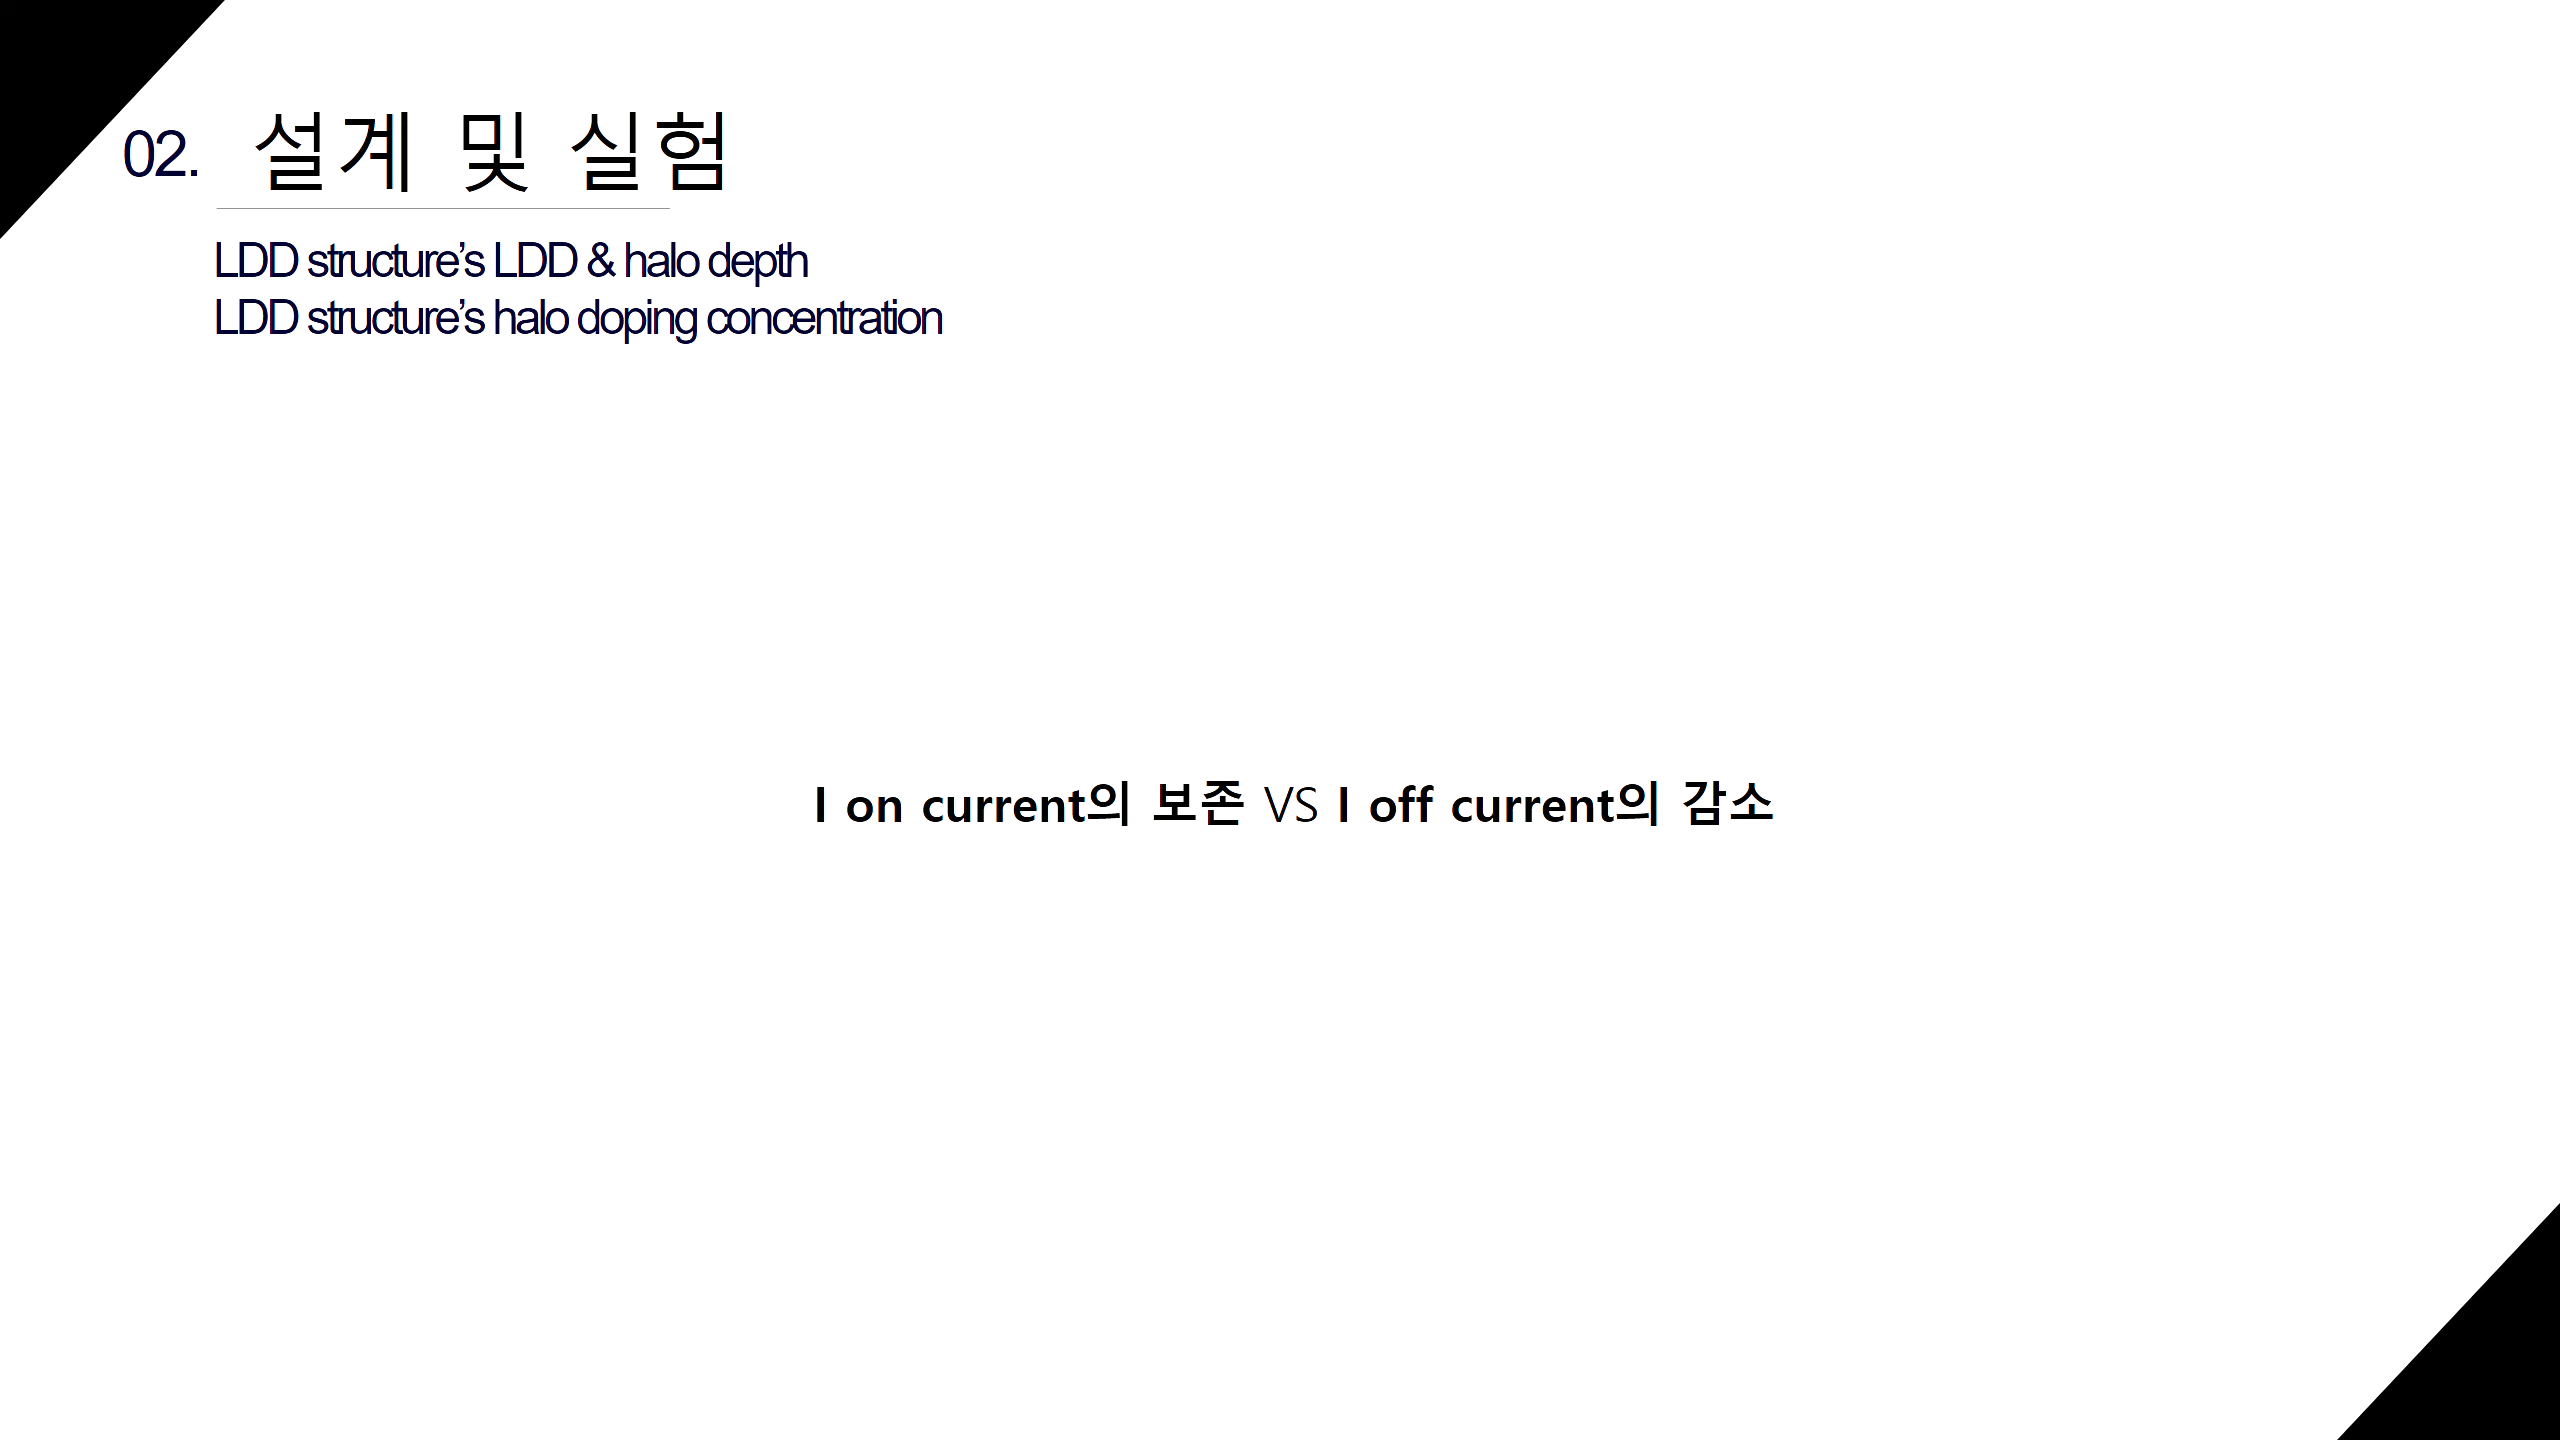 02. 설계 및 실험
LDD structure’s LDD & halo depth
LDD structure’s halo doping concentration
I on current의 보존 VS I off current의 감소